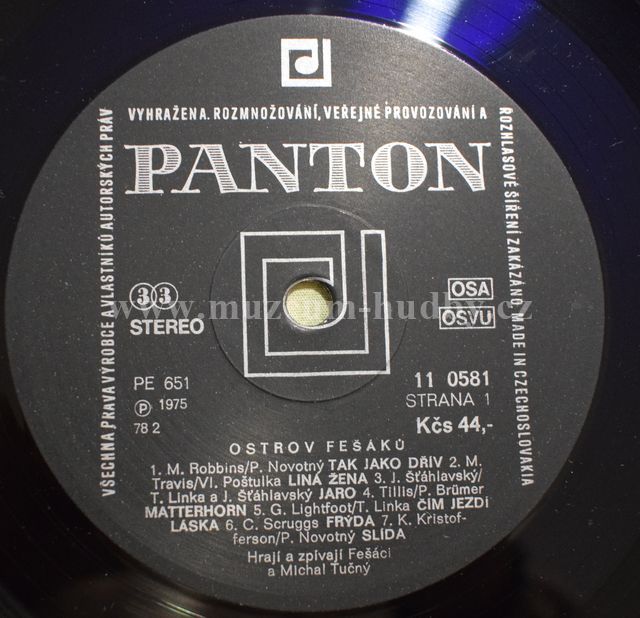 VYHRAŽENA. ROZMNOŽOVÁNÍ, VEŘEJNÉ PROVOZOVÁNÍ A
PANTON
VŠECHNA PRAVA VÝROBCE A VLASTNÍKŮ AUTORSKÝCH PRÁV
ROZHLASOVÉ ŠÍŘENÍ ZAKÁZÁNO. MADE IN CZECHOSLOVAKIA
33
STEREO
OSA
OSVU
www.muzeum-hudby.cz
PE 651
℗ 1975
78 2
11 0581
STRANA 1
Kčs 44,-
OSTROV FEŠÁKŮ
1. M. Robbins/P. Novotný TAK JAKO DŘÍV 2. M.
Travis/Vl. Poštulka LÍNÁ ŽENA 3. J. Šťáhlavský/
T. Linka a J. Šťáhlavský JARO 4. Tillis/P. Brümer
MATTERHORN 5. G. Lightfoot/T. Linka ČÍM JEZDÍ
LÁSKA 6. C. Scruggs FRÝDA 7. K. Kristof-
ferson/P. Novotný SLÍDA
Hrají a zpívají Fešáci
a Michal Tučný